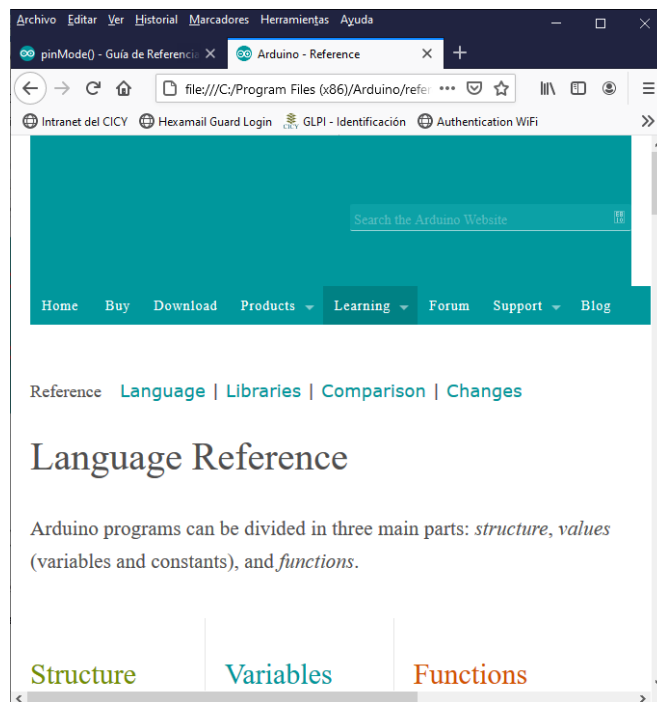 Archivo Editar Ver Historial Marcadores Herramientas Ayuda
pinMode() - Guía de Referencia Arduino - Reference
file:///C:/Program Files (x86)/Arduino/refer
Intranet del CICY Hexamail Guard Login GLPI - Identificación Authentication WiFi
Search the Arduino Website
Home Buy Download Products Learning Forum Support Blog
Reference Language | Libraries | Comparison | Changes
Language Reference
Arduino programs can be divided in three main parts: structure, values
(variables and constants), and functions.
Structure Variables Functions